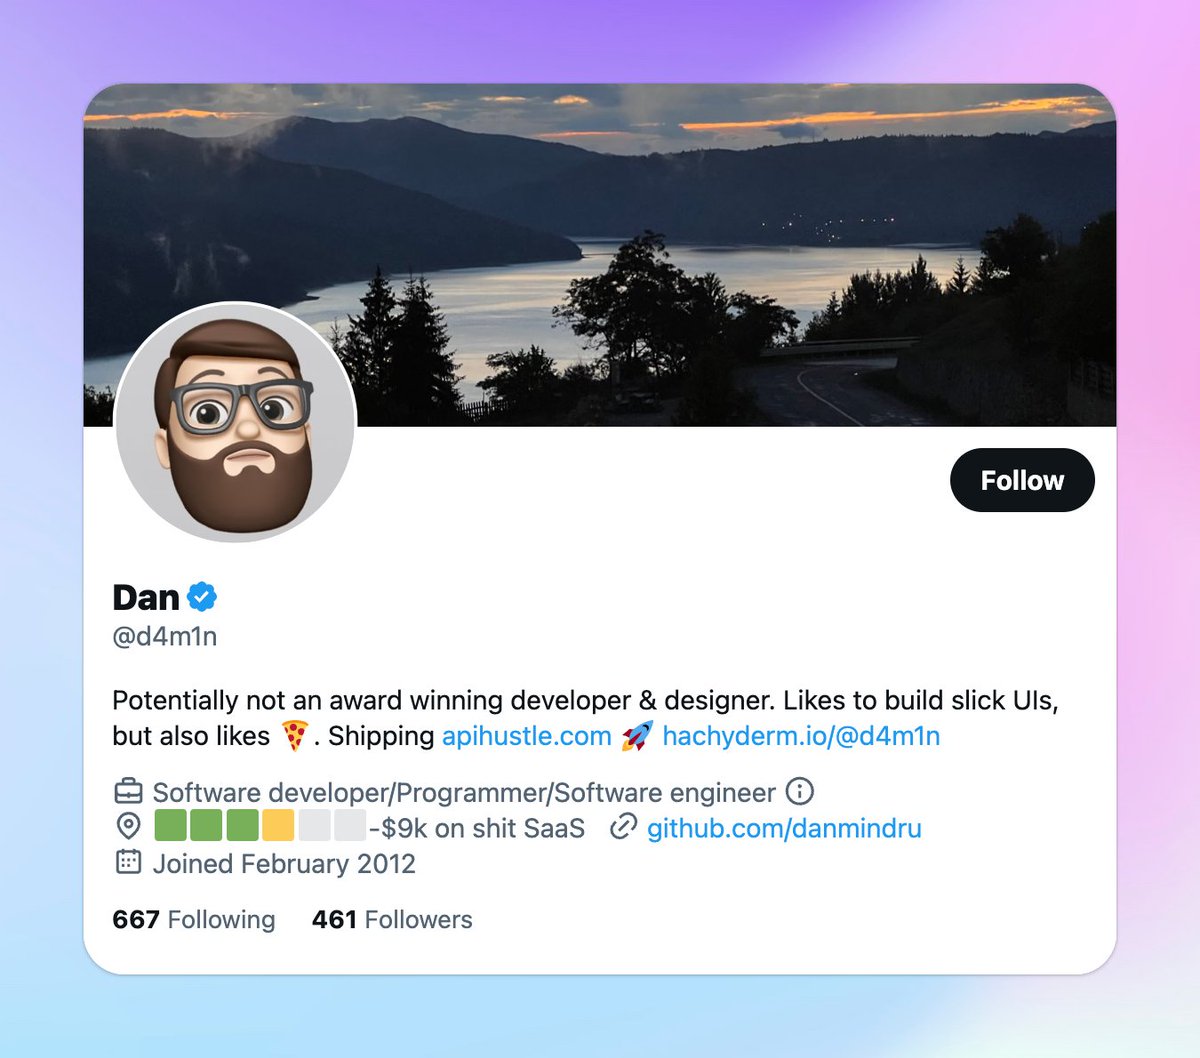 Follow
Dan
@d4m1n
Potentially not an award winning developer & designer. Likes to build slick UIs,
but also likes 🍕. Shipping apihustle.com 🚀 hachyderm.io/@d4m1n
Software developer/Programmer/Software engineer
🟩🟩🟩🟨⬜⬜-$9k on shit SaaS github.com/danmindru
Joined February 2012
667 Following 461 Followers